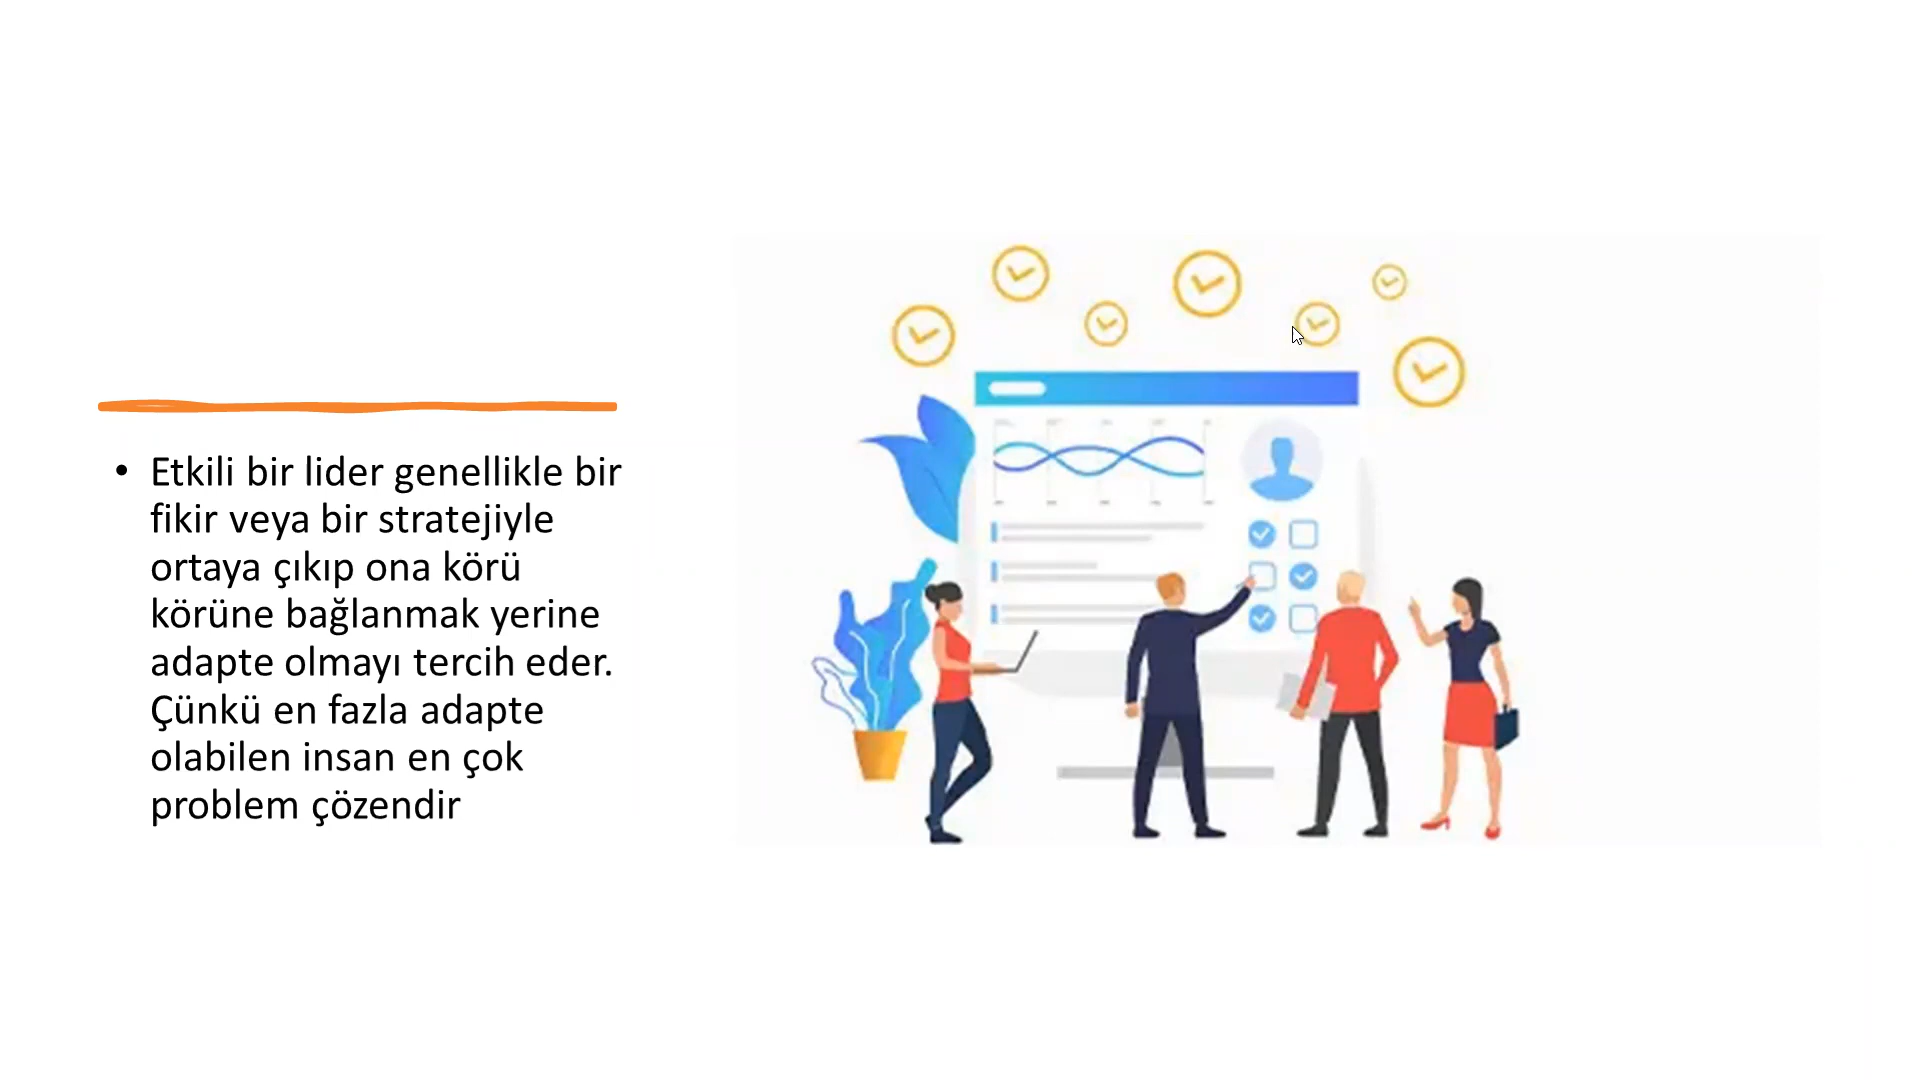 • Etkili bir lider genellikle bir
fikir veya bir stratejiyle
ortaya çıkıp ona körü
körüne bağlanmak yerine
adapte olmayı tercih eder.
Çünkü en fazla adapte
olabilen insan en çok
problem çözendir